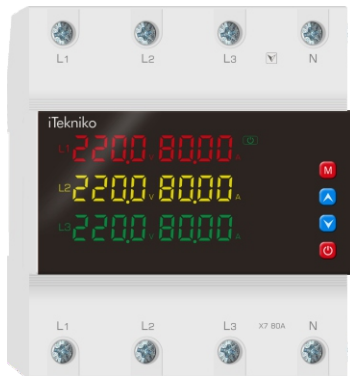 L1 L2 L3 N
iTekniko
L1 220.0 V 80.00 A
L2 220.0 V 80.00 A
L3 220.0 V 80.00 A
M
L1 L2 L3 X7 80A N